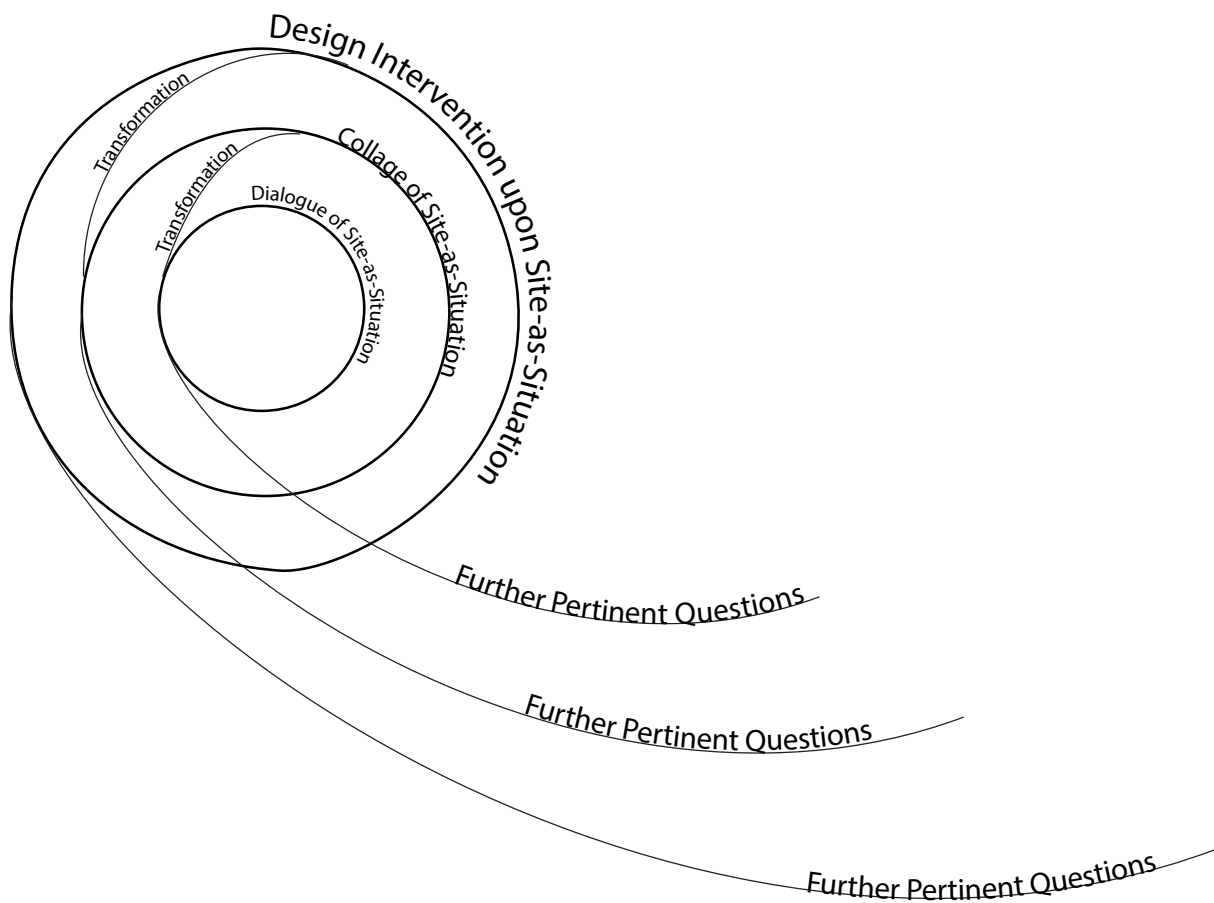 Design Intervention upon Site-as-Situation
Transformation
Collage of Site-as-Situation
Transformation
Dialogue of Site-as-Situation
Further Pertinent Questions
Further Pertinent Questions
Further Pertinent Questions